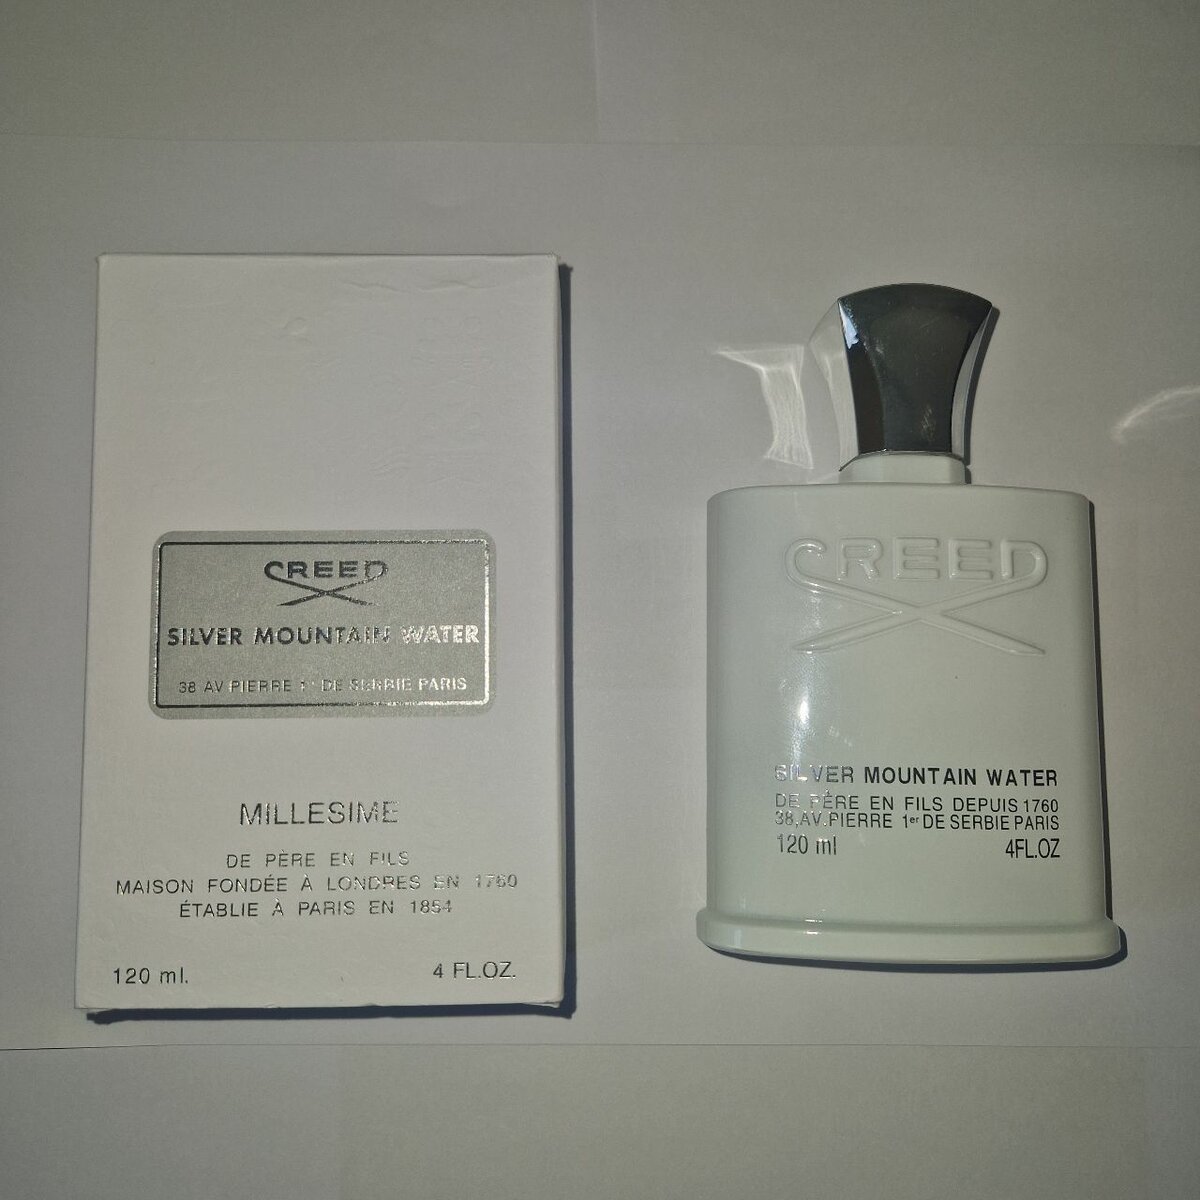 CREED
SILVER MOUNTAIN WATER
38 AV PIERRE 1er DE SERBIE PARIS
MILLESIME
DE PÈRE EN FILS
MAISON FONDÉE À LONDRES EN 1760
ÉTABLIE À PARIS EN 1854
120 ml. 4 FL.OZ.
CREED
SILVER MOUNTAIN WATER
DE PÈRE EN FILS DEPUIS 1760
38,AV.PIERRE 1er DE SERBIE PARIS
120 ml 4FL.OZ